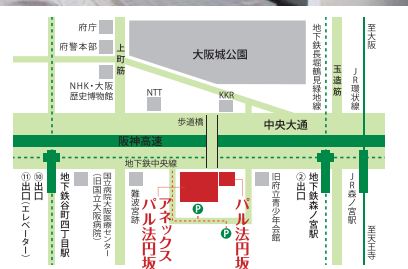 府庁
府警本部
上町筋
大阪城公園
地下鉄長堀鶴見緑地線
玉造筋
JR環状線
至大阪
NHK・大阪
歴史博物館
NTT
KKR
歩道橋
中央大通
阪神高速
地下鉄中央線
⑪出口(エレベーター)
⑩出口
地下鉄谷町四丁目駅
国立病院大阪医療センター
(旧国立大阪病院)
難波宮跡
アネックス
パル法円坂
P
P
パル法円坂
旧府立青少年会館
②出口
地下鉄森ノ宮駅
JR森ノ宮駅
至天王寺